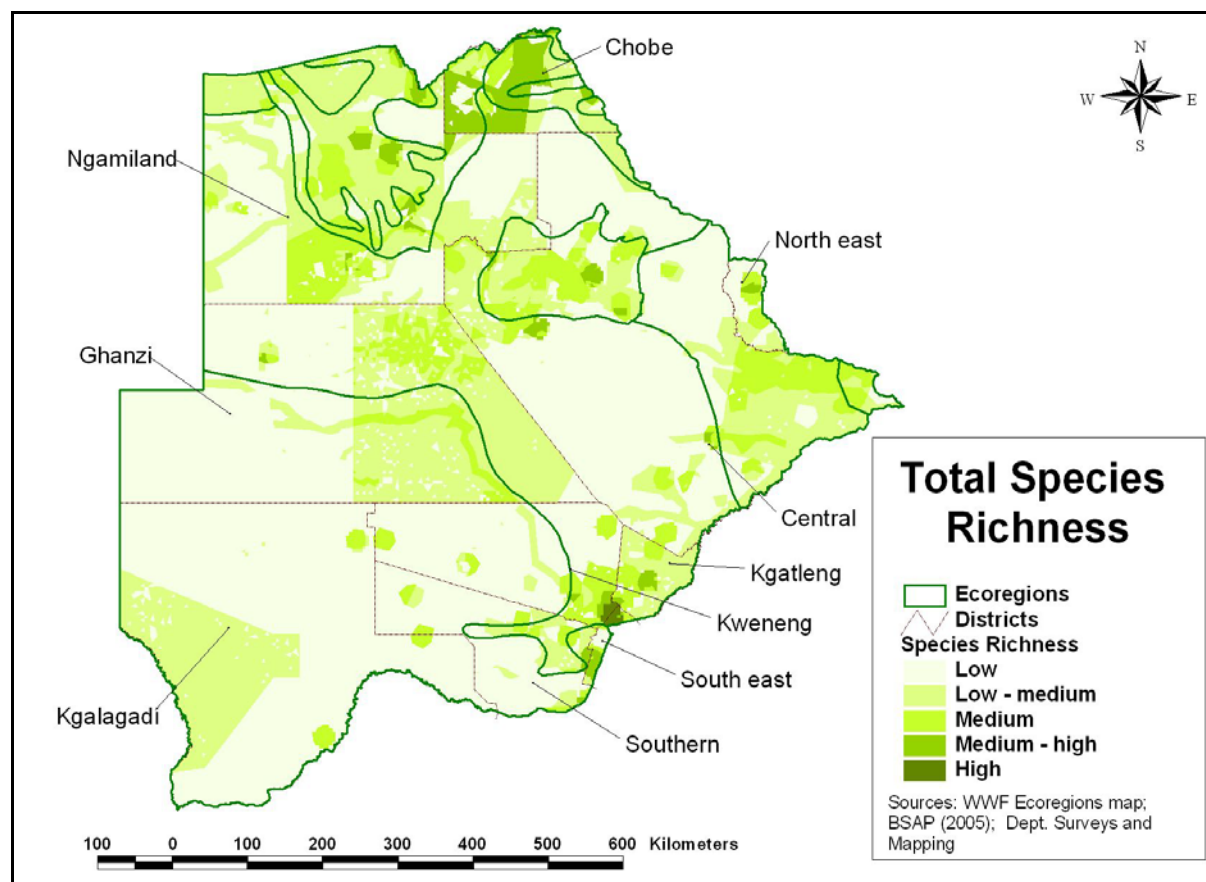 Chobe
N
W E
S
Ngamiland
North east
Ghanzi
Central
Kgatleng
Kweneng
South east
Kgalagadi
Southern
Total Species
Richness
Ecoregions
Districts
Species Richness
Low
Low - medium
Medium
Medium - high
High
Sources: WWF Ecoregions map;
BSAP (2005); Dept. Surveys and
Mapping
100 0 100 200 300 400 500 600 Kilometers